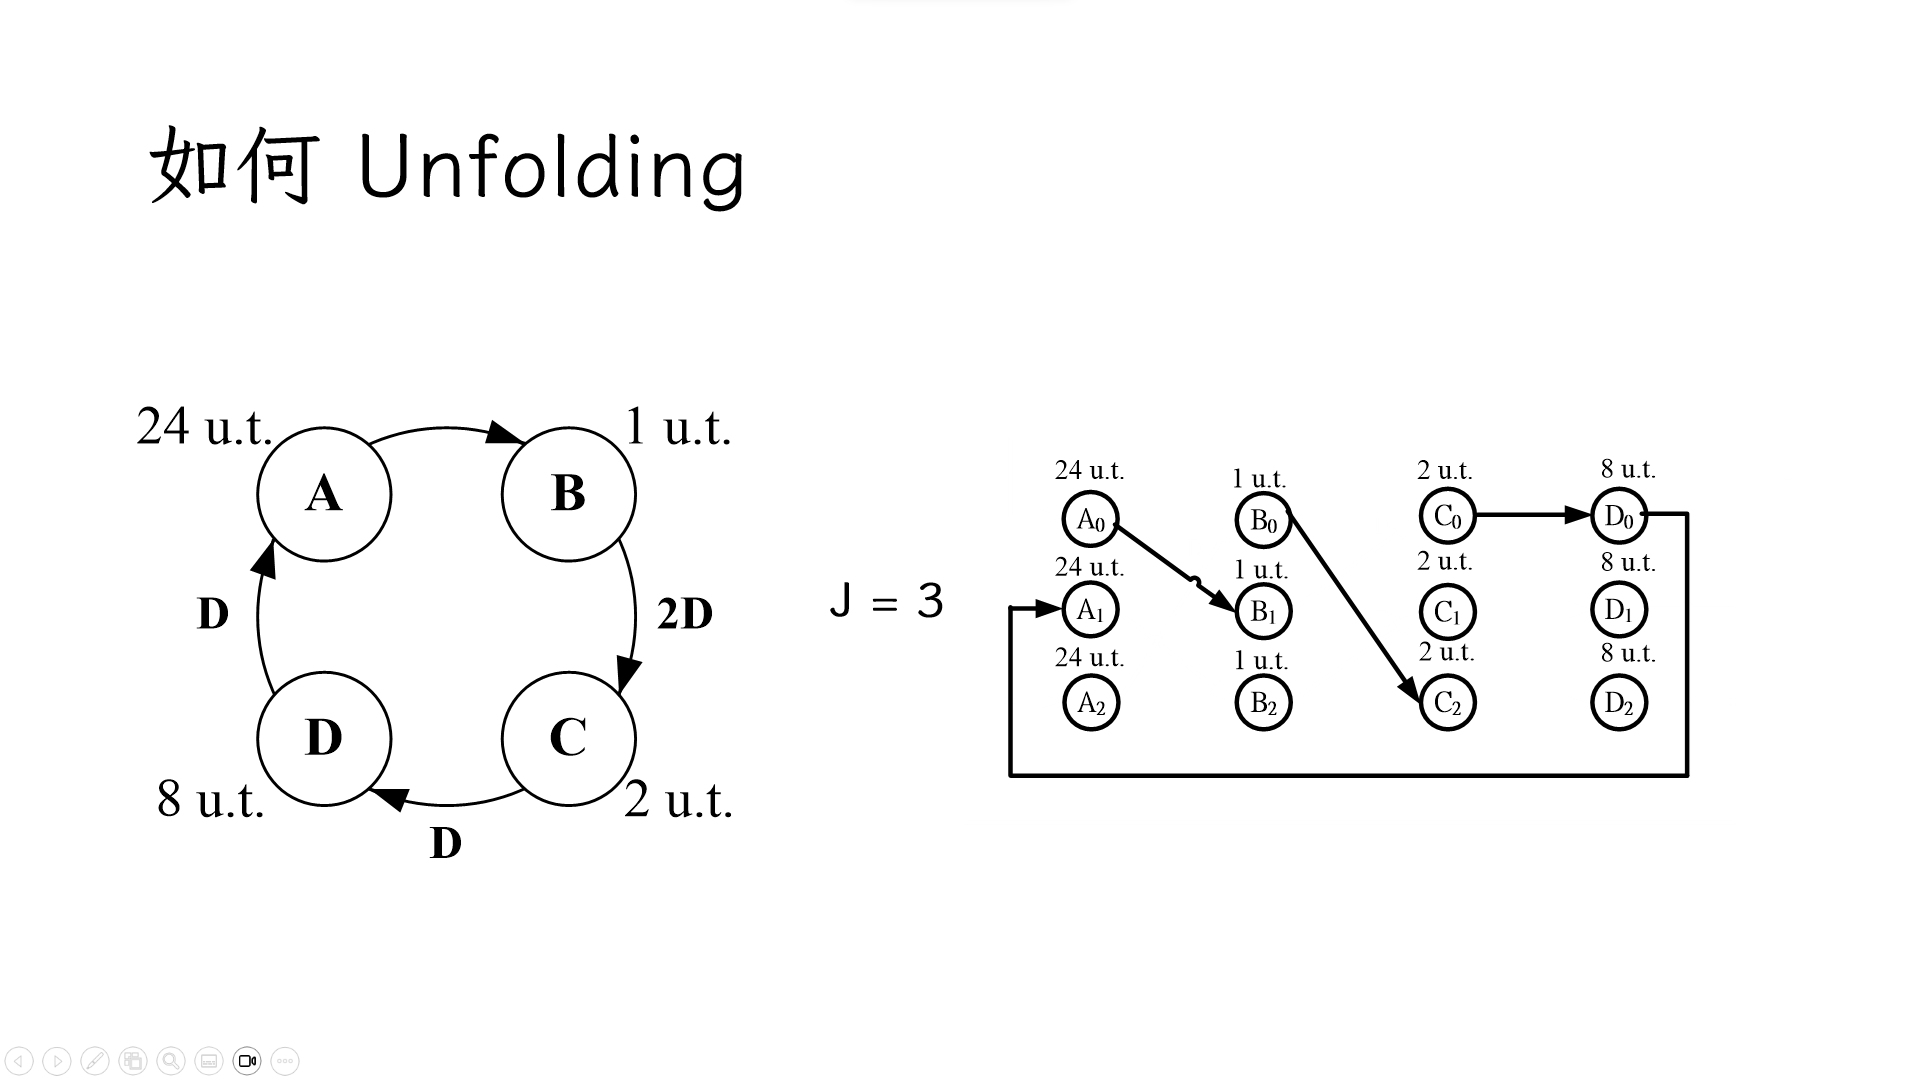 如何 Unfolding
24 u.t.
1 u.t.
A
B
D
2D
D
C
8 u.t.
2 u.t.
D
J = 3
24 u.t.
1 u.t.
2 u.t.
8 u.t.
A₀
B₀
C₀
D₀
24 u.t.
1 u.t.
2 u.t.
8 u.t.
A₁
B₁
C₁
D₁
24 u.t.
1 u.t.
2 u.t.
8 u.t.
A₂
B₂
C₂
D₂